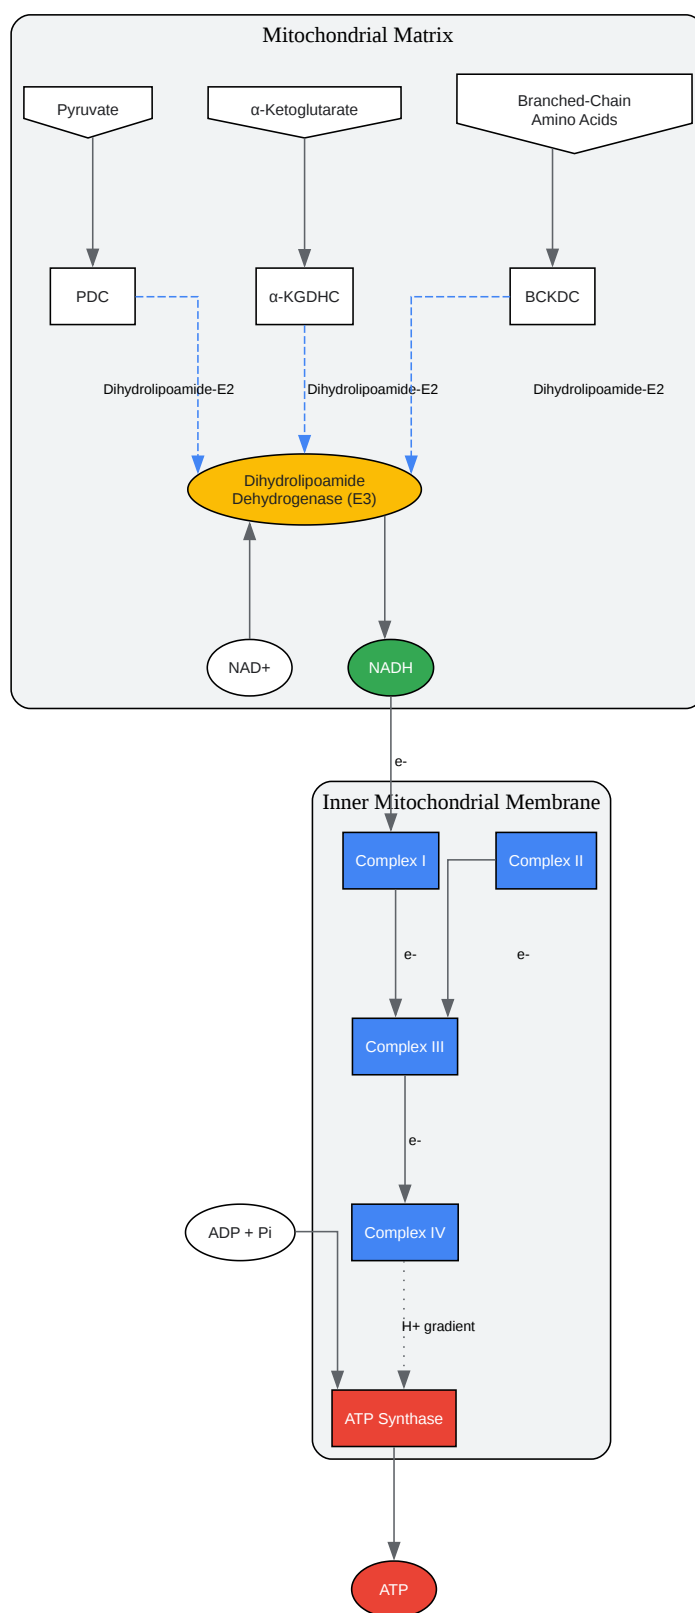 Mitochondrial Matrix
Pyruvate
α-Ketoglutarate
Branched-Chain
Amino Acids
PDC
α-KGDHC
BCKDC
Dihydrolipoamide-E2
Dihydrolipoamide-E2
Dihydrolipoamide-E2
Dihydrolipoamide
Dehydrogenase (E3)
NAD+
NADH
e-
Inner Mitochondrial Membrane
Complex I
Complex II
e-
e-
Complex III
e-
ADP + Pi
Complex IV
H+ gradient
ATP Synthase
ATP